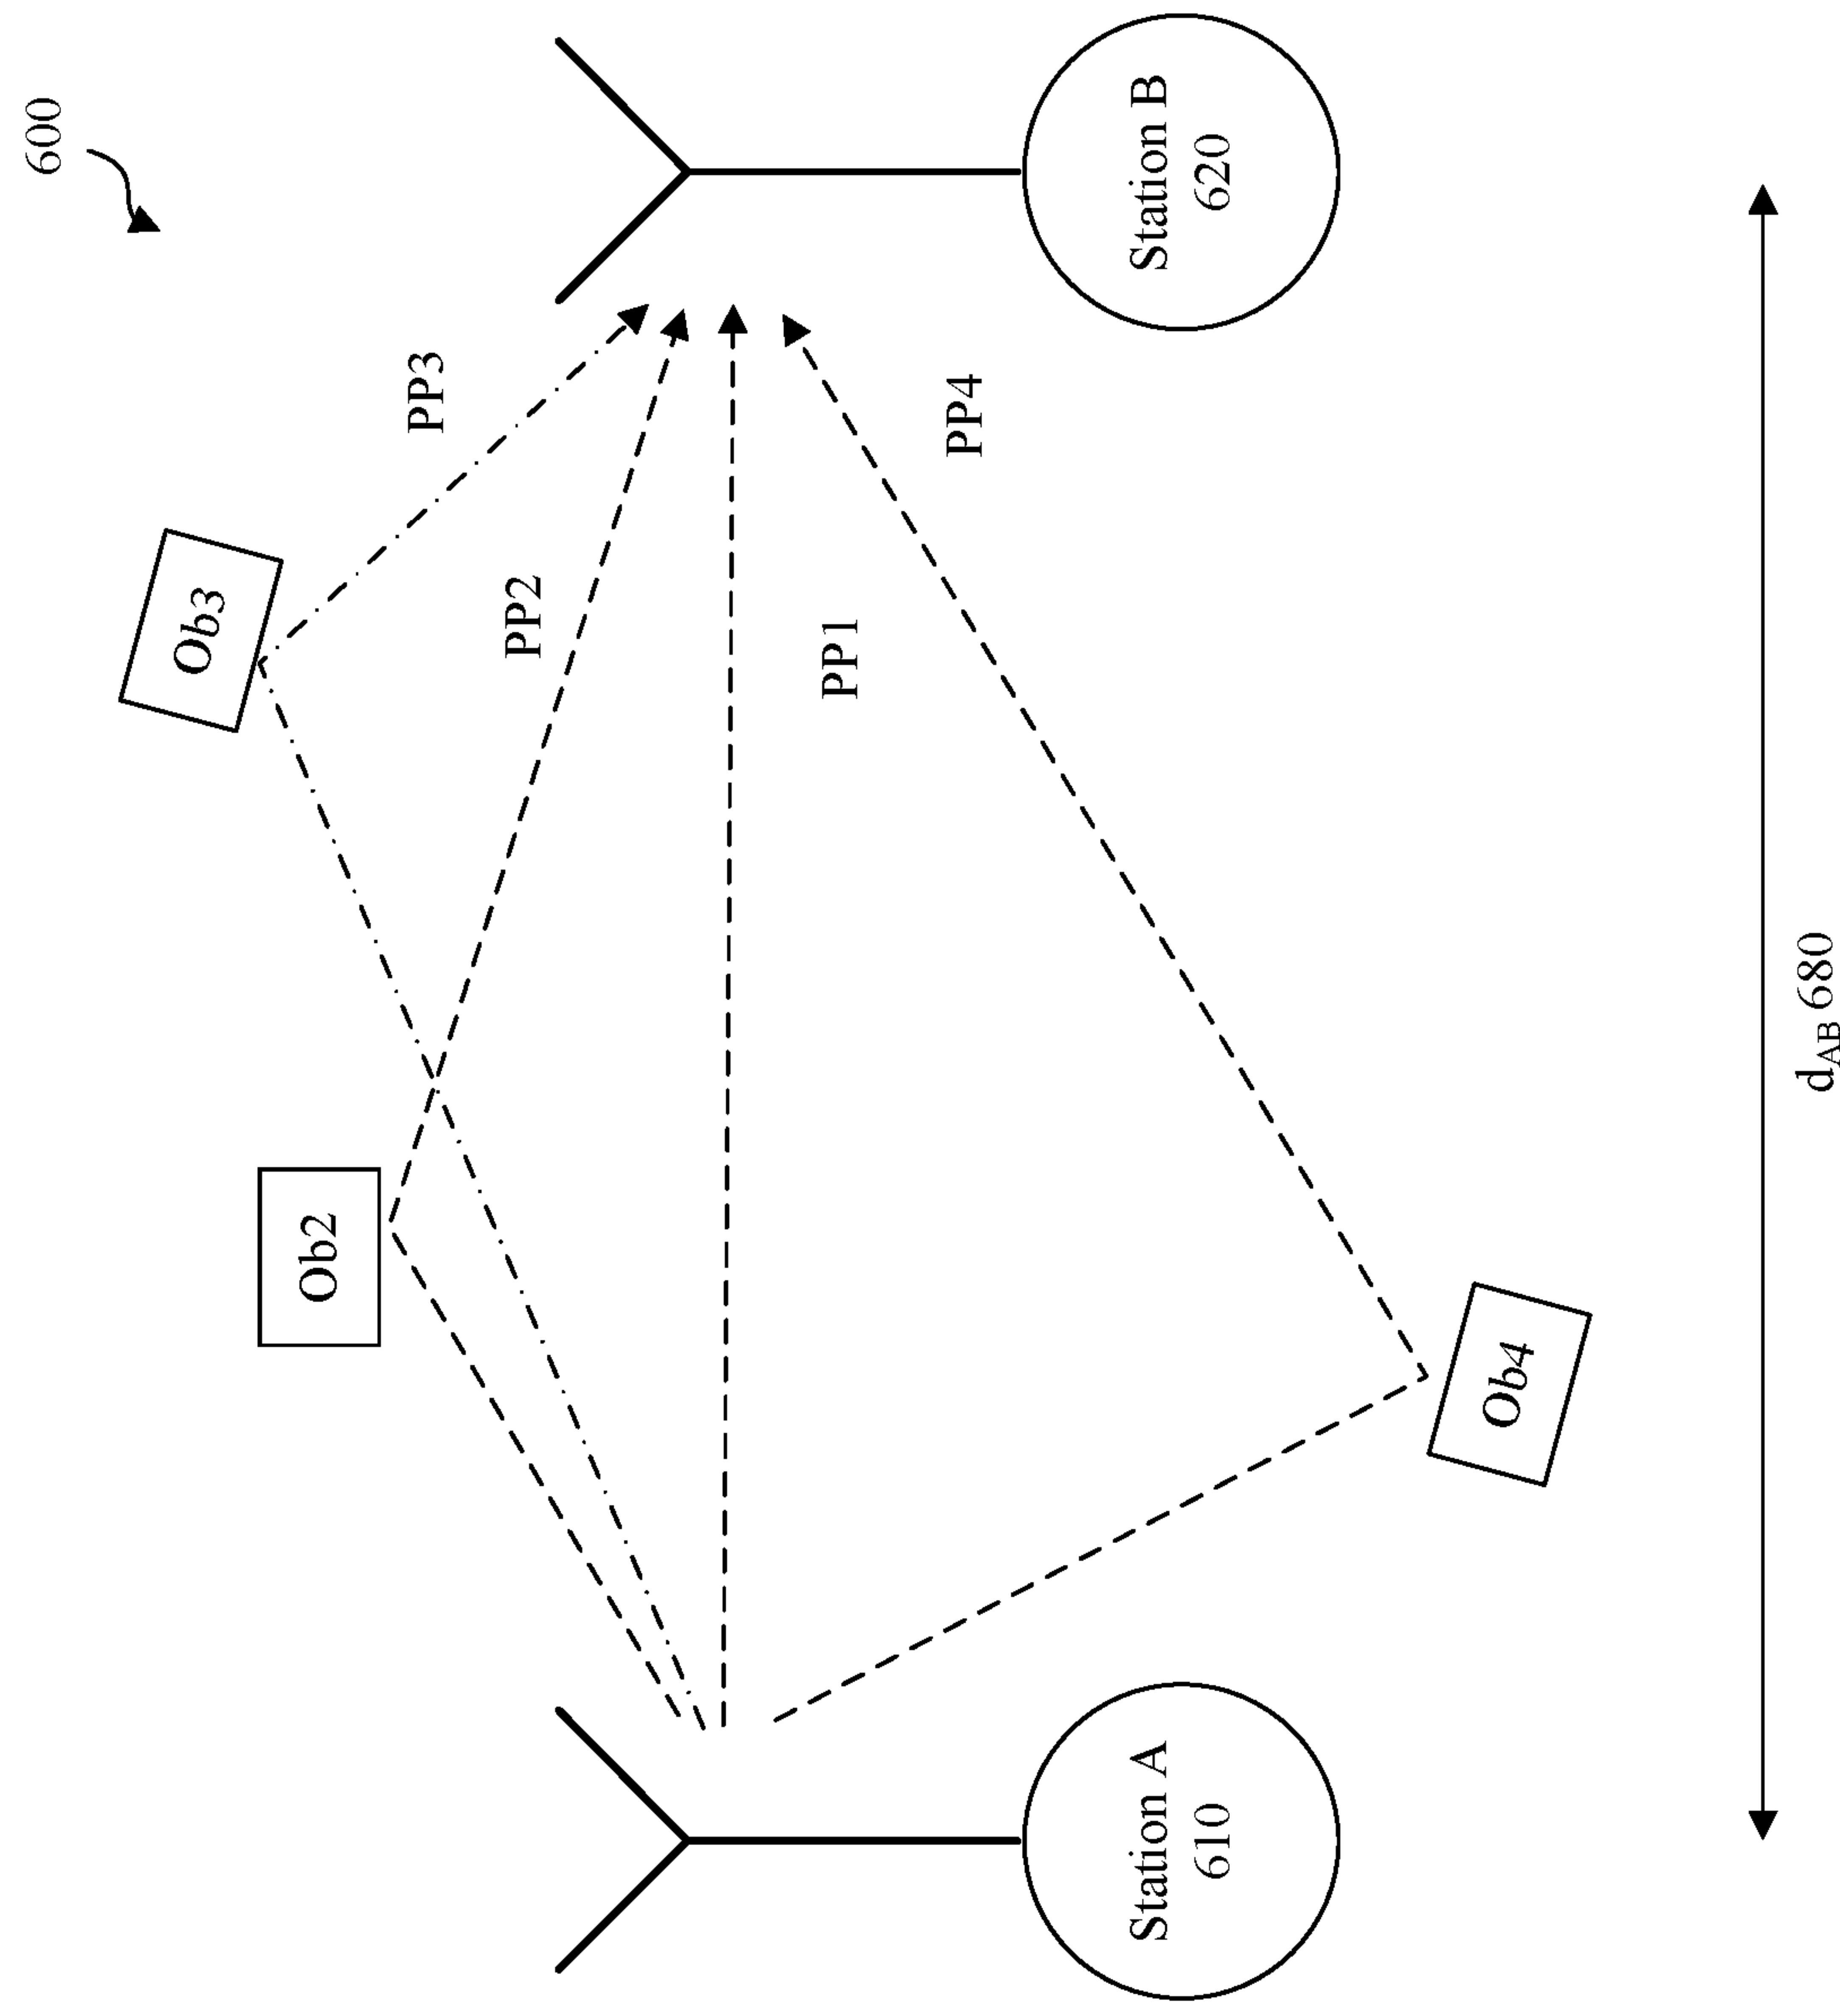 600
Ob3
PP3
Ob2
PP2
PP1
PP4
Station A
610
Station B
620
Ob4
dAB 680